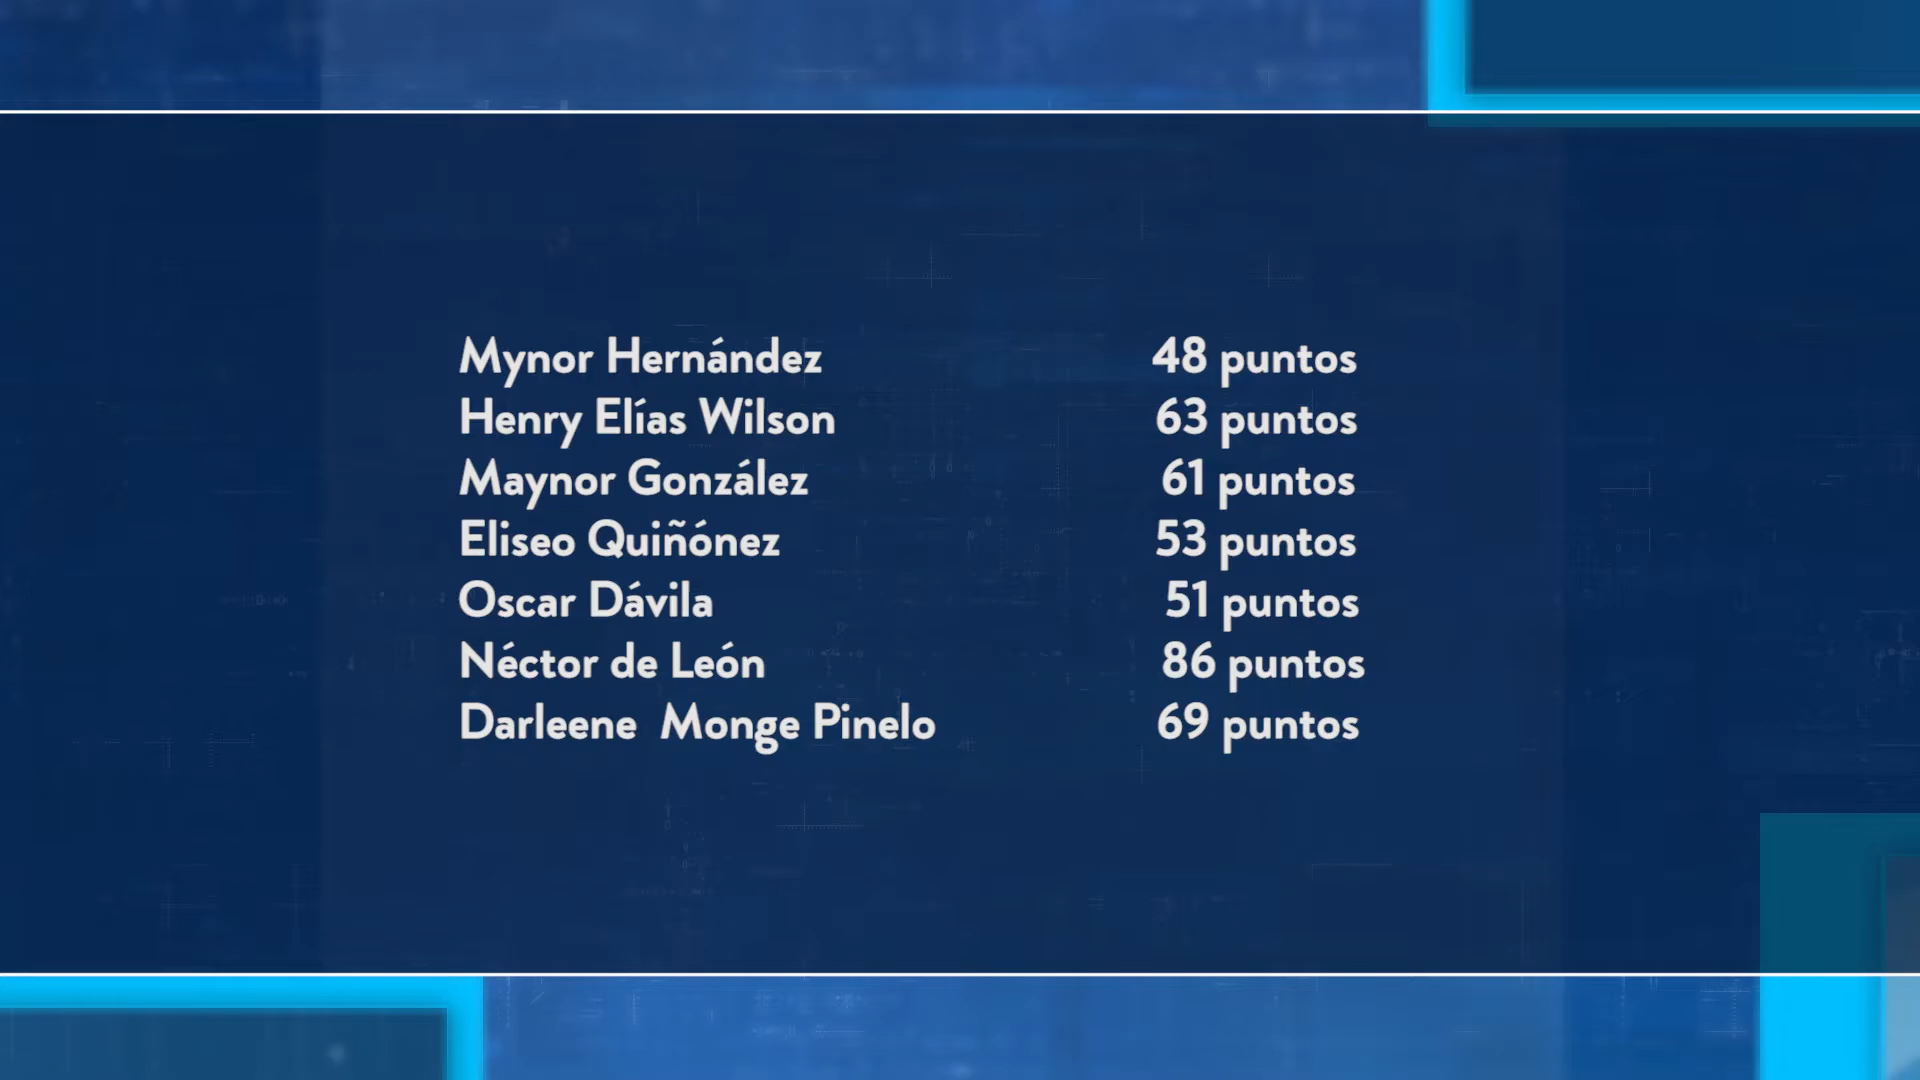 Mynor Hernández 48 puntos
Henry Elías Wilson 63 puntos
Maynor González 61 puntos
Eliseo Quiñónez 53 puntos
Oscar Dávila 51 puntos
Néctor de León 86 puntos
Darleene Monge Pinelo 69 puntos